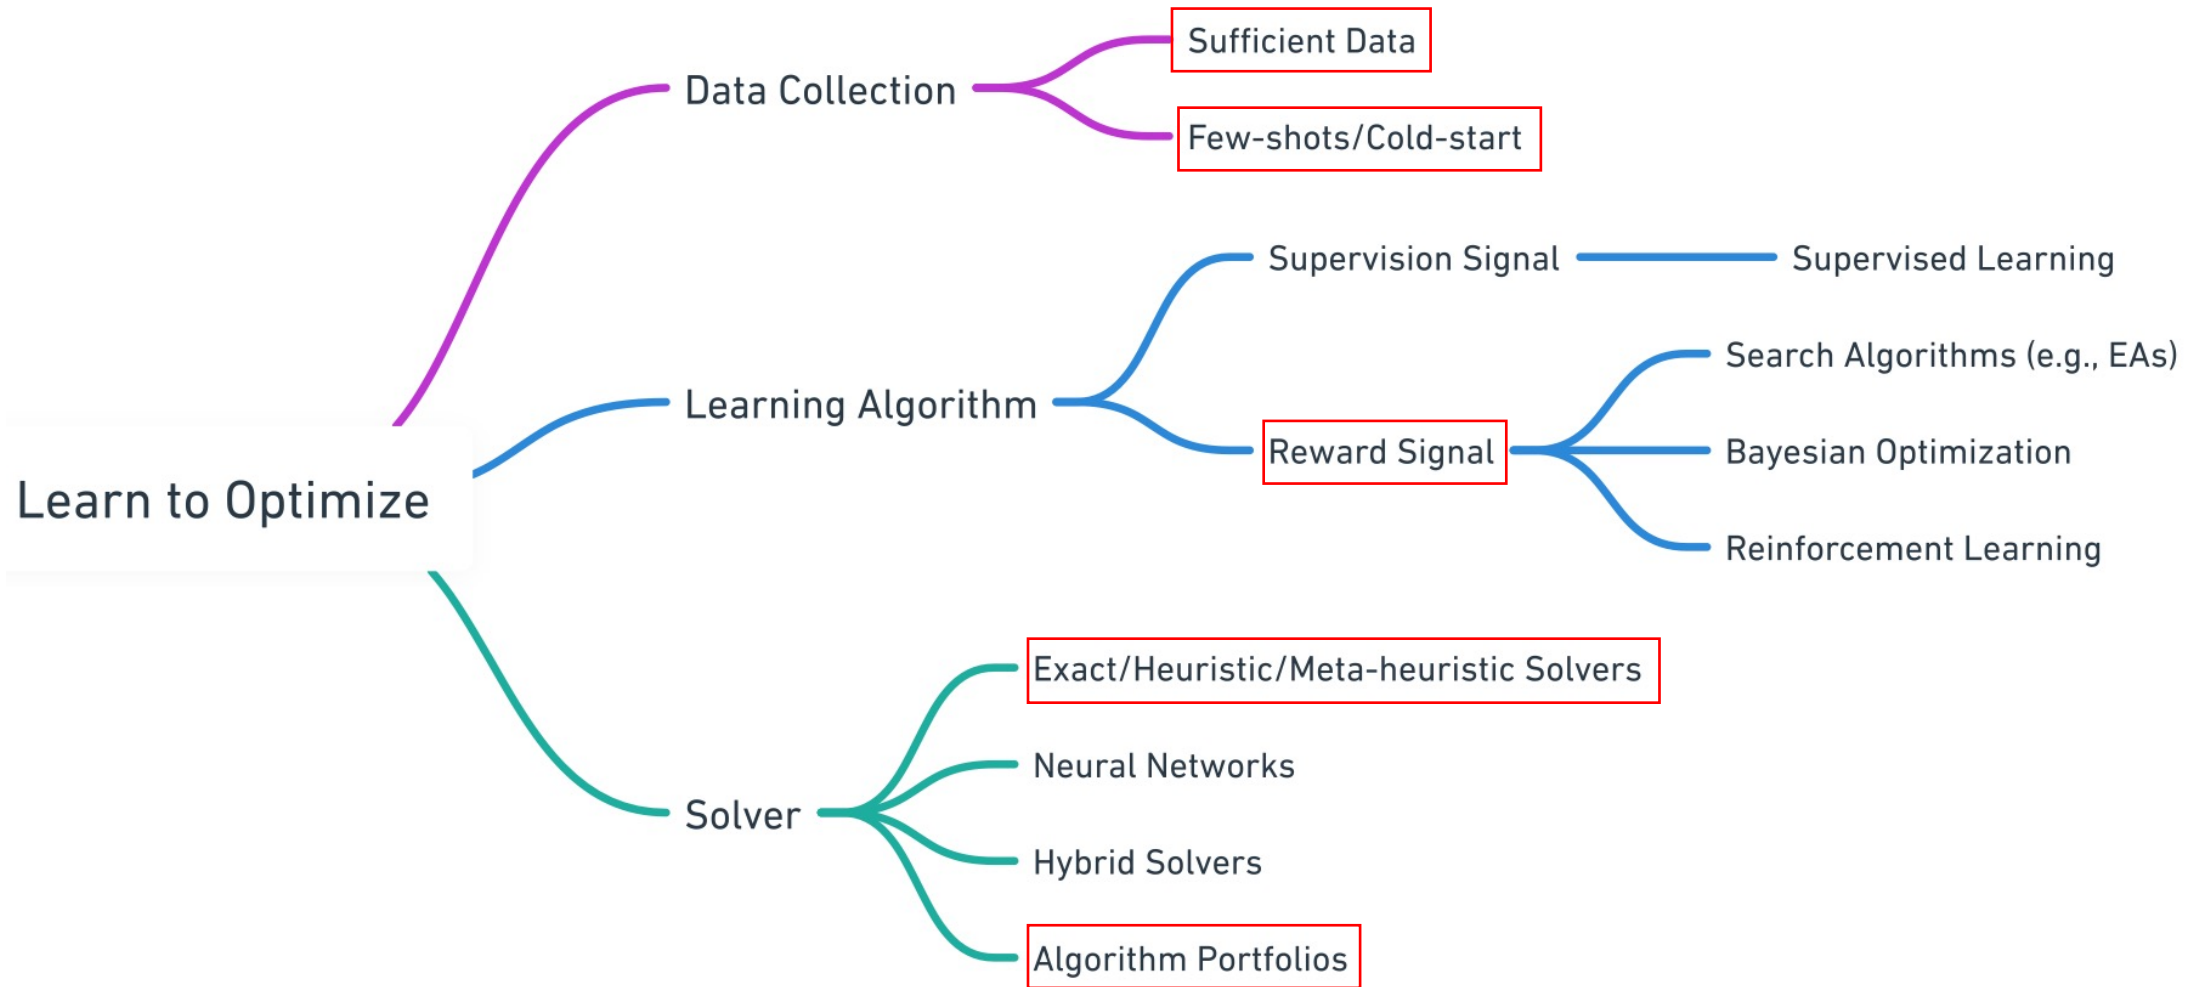 Sufficient Data
Data Collection
Few-shots/Cold-start
Supervision Signal
Supervised Learning
Search Algorithms (e.g., EAs)
Learning Algorithm
Reward Signal
Bayesian Optimization
Learn to Optimize
Reinforcement Learning
Exact/Heuristic/Meta-heuristic Solvers
Neural Networks
Solver
Hybrid Solvers
Algorithm Portfolios